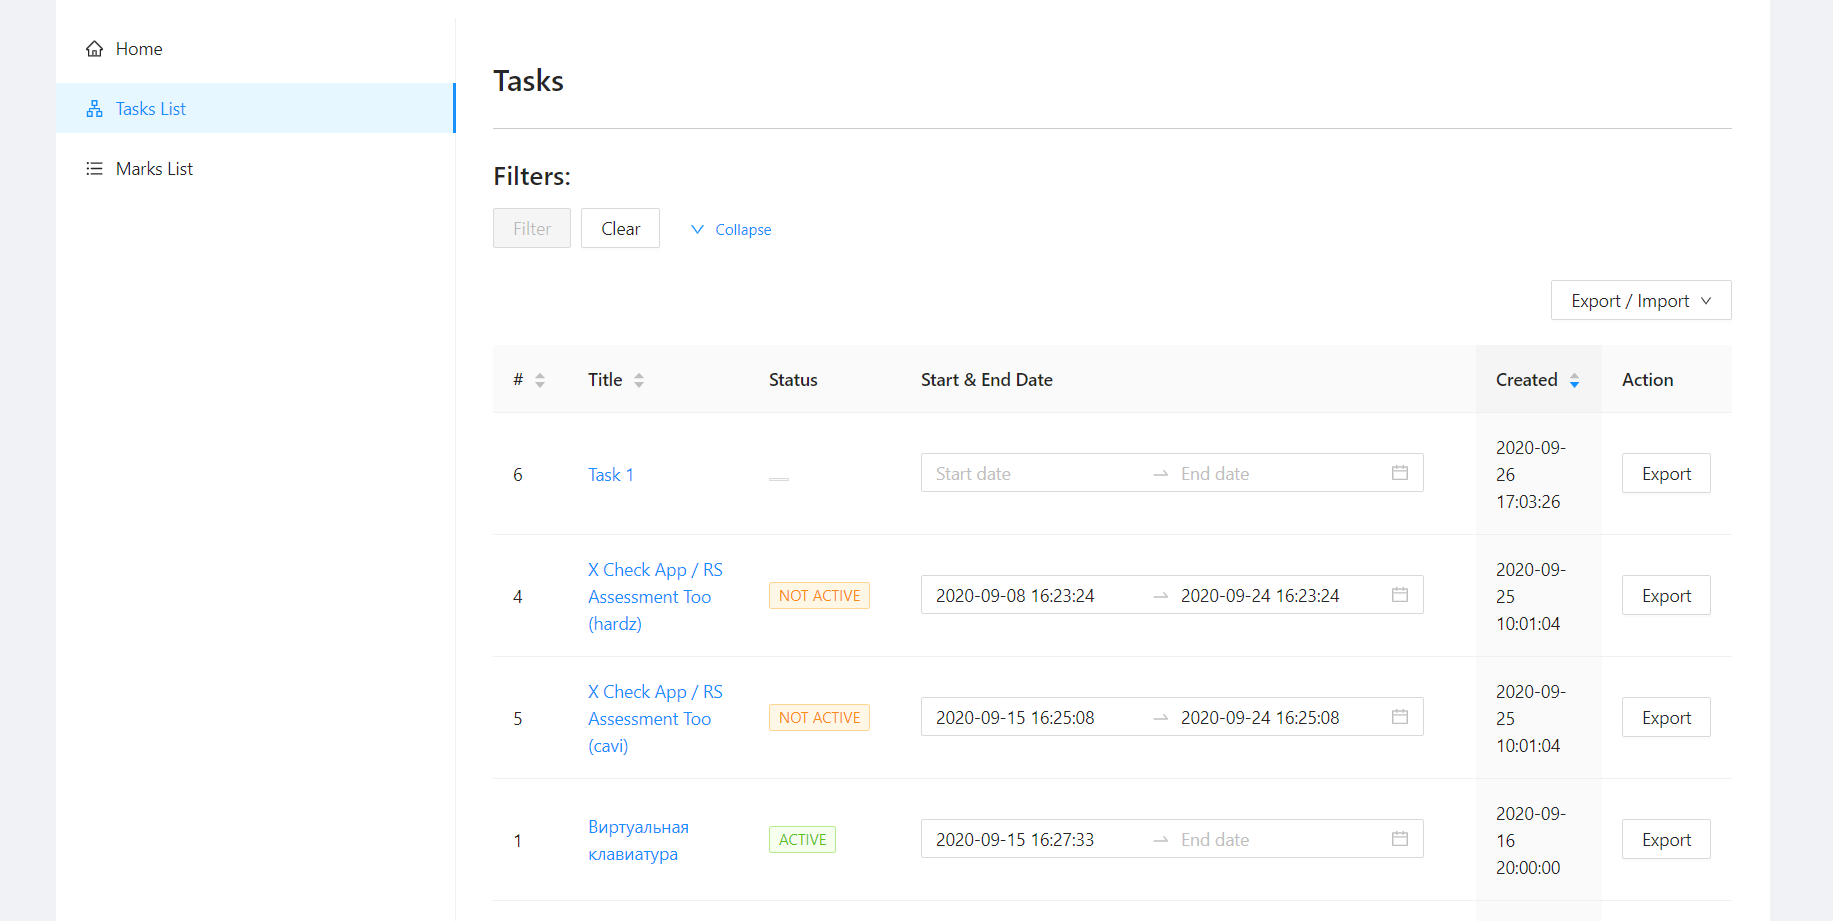 Home
Tasks List
Marks List
Tasks
Filters:
Filter
Clear
Collapse
Export / Import
# Title Status Start & End Date Created Action
6
Task 1
Start date
End date
2020-09-
26
17:03:26
Export
4
X Check App / RS
Assessment Too
(hardz)
NOT ACTIVE
2020-09-08 16:23:24
2020-09-24 16:23:24
2020-09-
25
10:01:04
Export
5
X Check App / RS
Assessment Too
(cavi)
NOT ACTIVE
2020-09-15 16:25:08
2020-09-24 16:25:08
2020-09-
25
10:01:04
Export
1
Виртуальная
клавиатура
ACTIVE
2020-09-15 16:27:33
End date
2020-09-
16
20:00:00
Export